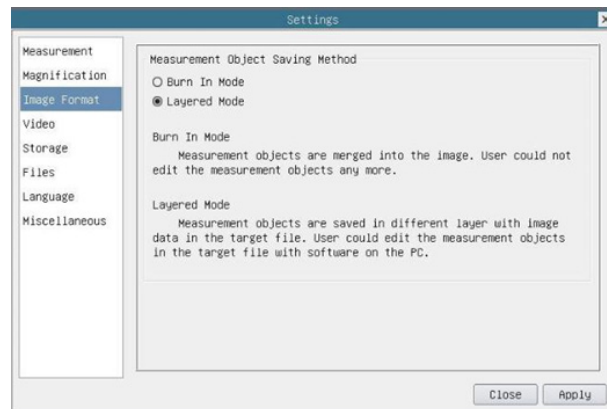 Settings
Measurement
Magnification
Image Format
Video
Storage
Files
Language
Miscellaneous
Measurement Object Saving Method
Burn In Mode
Layered Mode
Burn In Mode
Measurement objects are merged into the image. User could not
edit the measurement objects any more.
Layered Mode
Measurement objects are saved in different layer with image
data in the target file. User could edit the measurement objects
in the target file with software on the PC.
Close
Apply